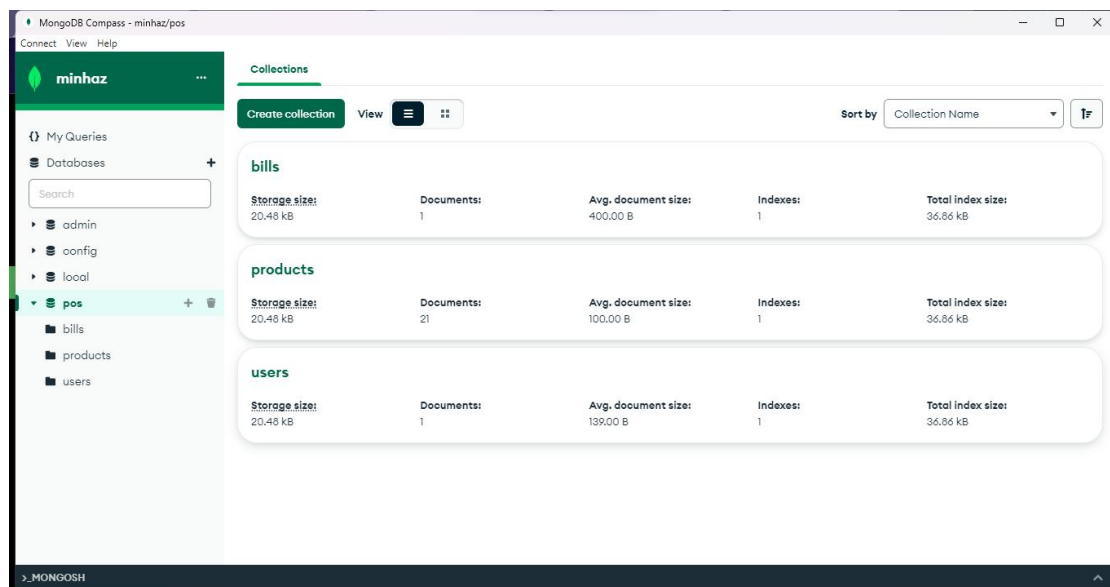 MongoDB Compass - minhaz/pos
Connect View Help
minhaz
...
My Queries
Databases
Search
admin
config
local
pos
bills
products
users
Collections
Create collection View Sort by Collection Name
bills
Storage size: Documents: Avg. document size: Indexes: Total index size:
20.48 kB 1 400.00 B 1 36.86 kB
products
Storage size: Documents: Avg. document size: Indexes: Total index size:
20.48 kB 21 100.00 B 1 36.86 kB
users
Storage size: Documents: Avg. document size: Indexes: Total index size:
20.48 kB 1 139.00 B 1 36.86 kB
>_MONGOSH